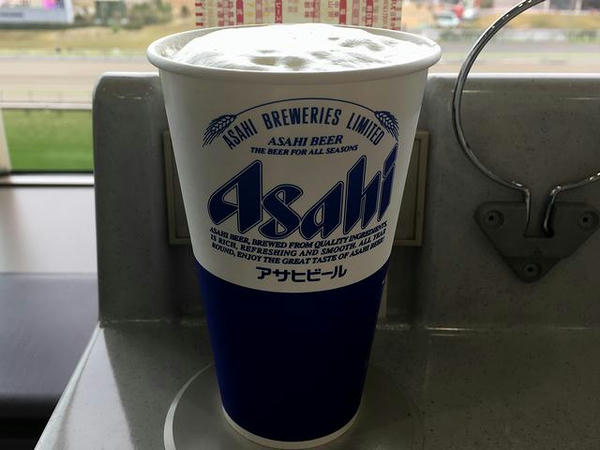 ASAHI BREWERIES LIMITED
ASAHI BEER
THE BEER FOR ALL SEASONS
Asahi
ASAHI BEER, BREWED FROM QUALITY INGREDIENTS,
IS RICH, REFRESHING AND SMOOTH. ALL YEAR
ROUND, ENJOY THE GREAT TASTE OF ASAHI BEER!
アサヒビール